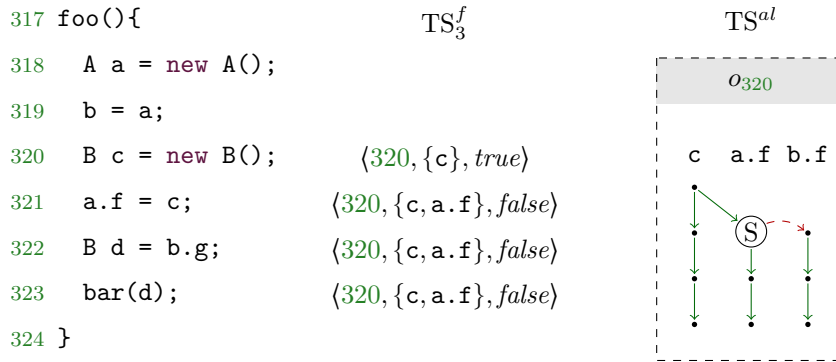 317 foo(){ TS₃ᶠ TSᵃˡ
318 A a = new A(); o₃₂₀
319 b = a;
320 B c = new B(); ⟨320, {c}, true⟩ c a.f b.f
321 a.f = c; ⟨320, {c, a.f}, false⟩
322 B d = b.g; ⟨320, {c, a.f}, false⟩ S
323 bar(d); ⟨320, {c, a.f}, false⟩
324 }